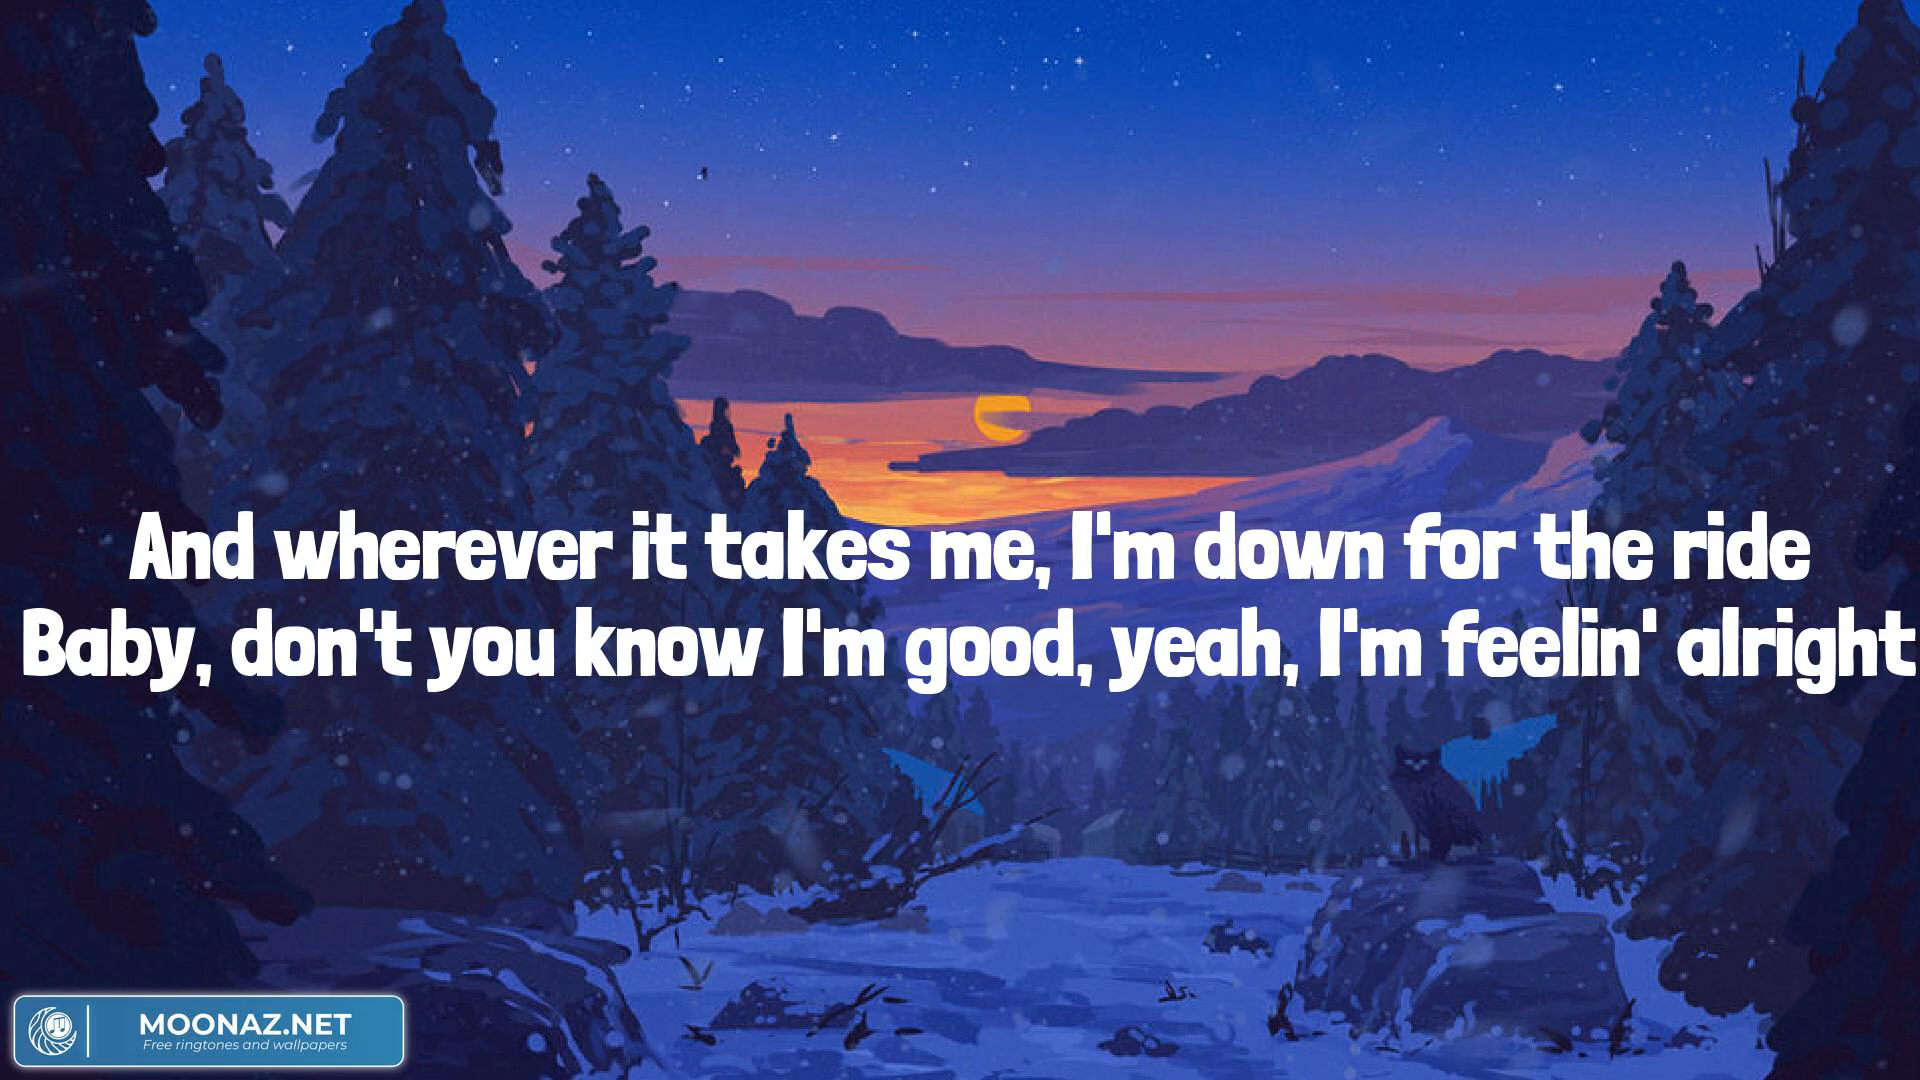 And wherever it takes me, I'm down for the ride
Baby, don't you know I'm good, yeah, I'm feelin' alright
MOONAZ.NET
Free ringtones and wallpapers